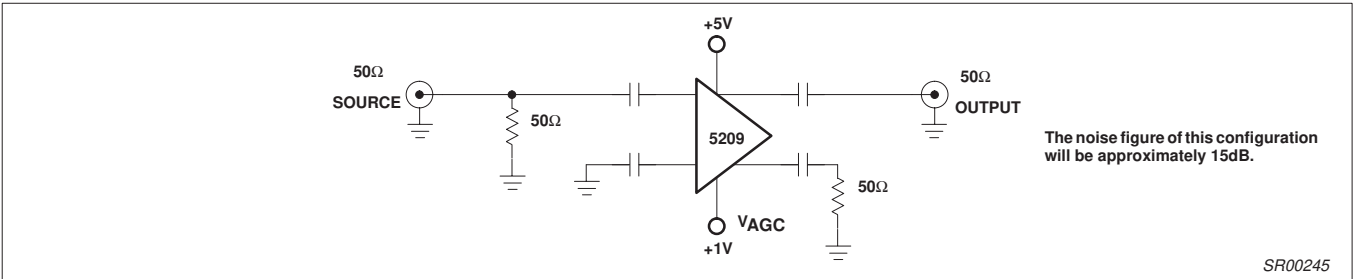 +5V
50Ω
SOURCE
50Ω
5209
50Ω
OUTPUT
The noise figure of this configuration
will be approximately 15dB.
50Ω
VAGC
+1V
SR00245